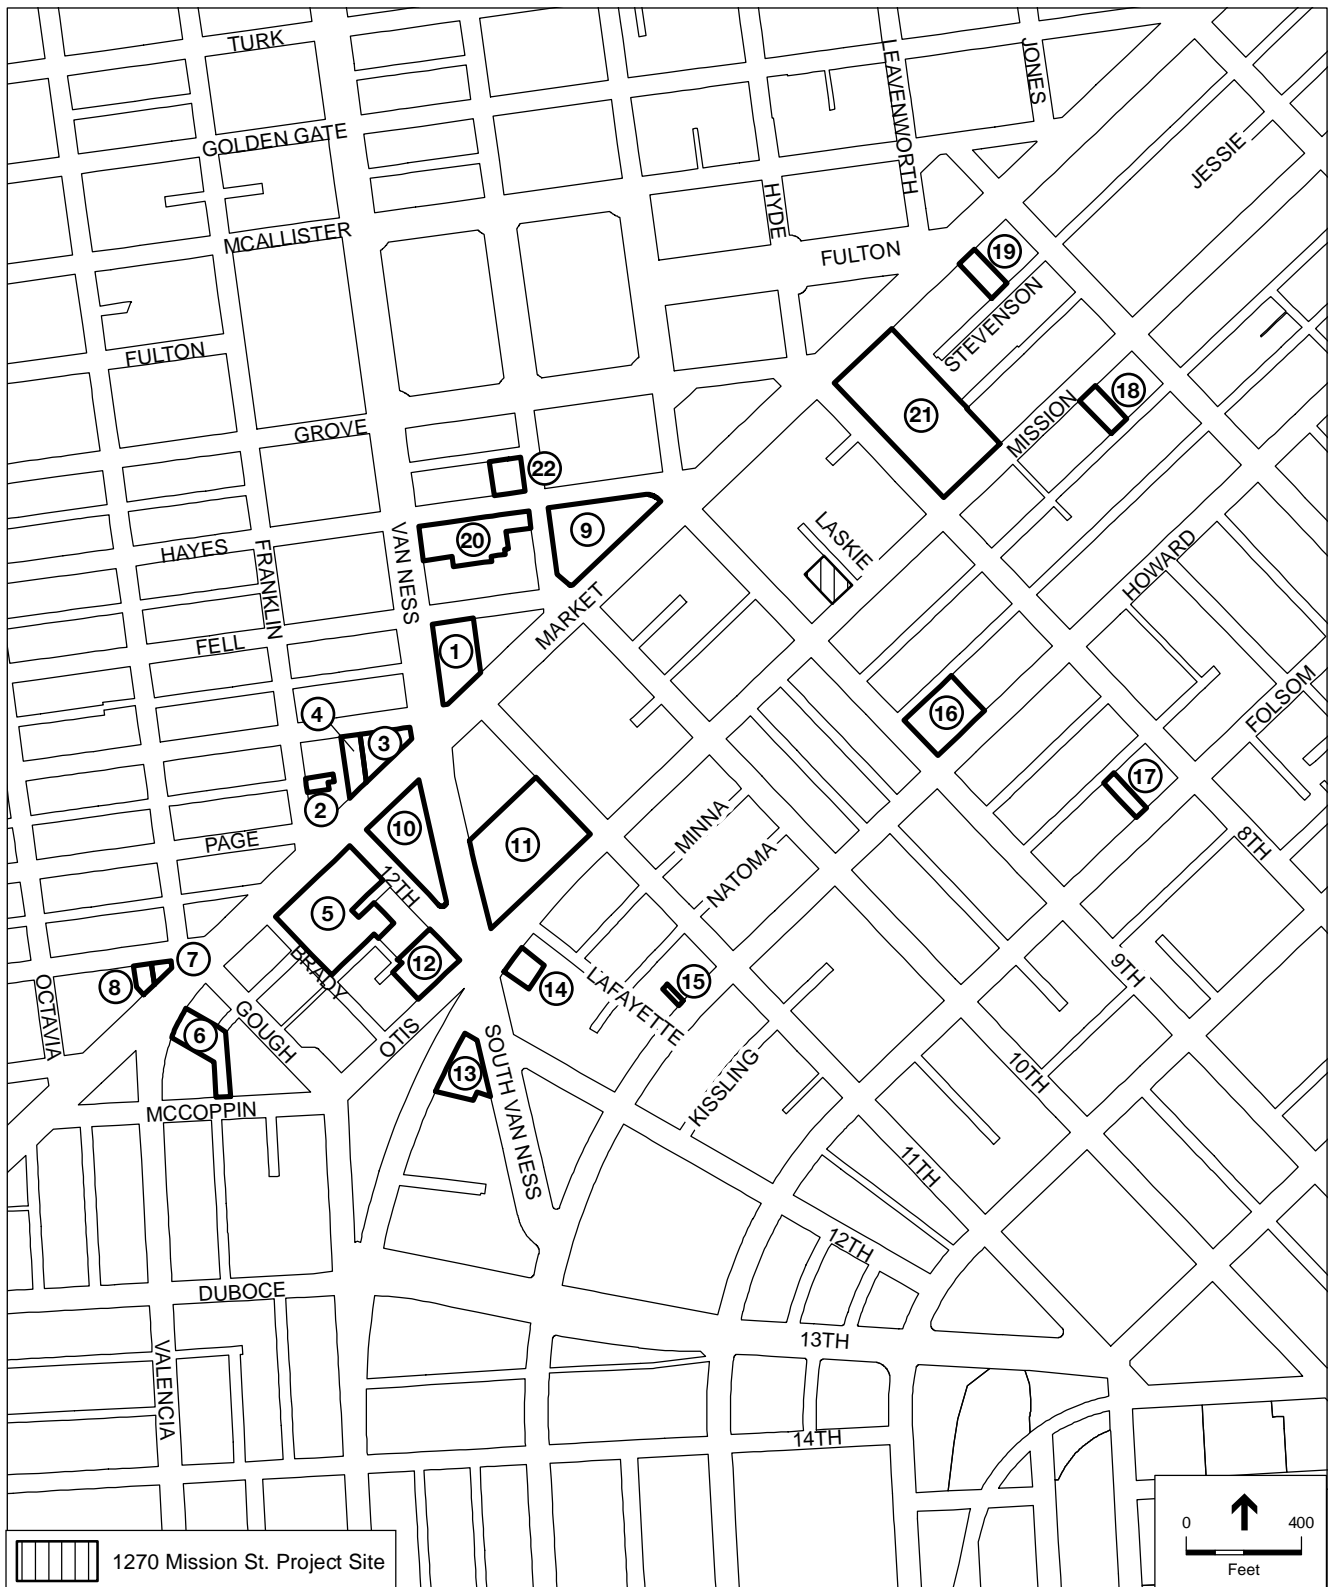 TURK
LEAVENWORTH
JONES
GOLDEN GATE
JESSIE
HYDE
MCALLISTER
FULTON
19
STEVENSON
FULTON
18
MISSION
21
GROVE
22
9
LASKIE
20
VAN NESS
HAYES
FRANKLIN
HOWARD
MARKET
FELL
1
FOLSOM
4
3
16
17
2
10
MINNA
PAGE
11
8TH
NATOMA
12TH
5
BRADY
7
12
9TH
8
14
15
LAFAYETTE
OCTAVIA
6
GOUGH
OTIS
13
SOUTH VAN NESS
10TH
KISSLING
MCCOPPIN
11TH
12TH
DUBOCE
13TH
VALENCIA
14TH
0 400
Feet
1270 Mission St. Project Site